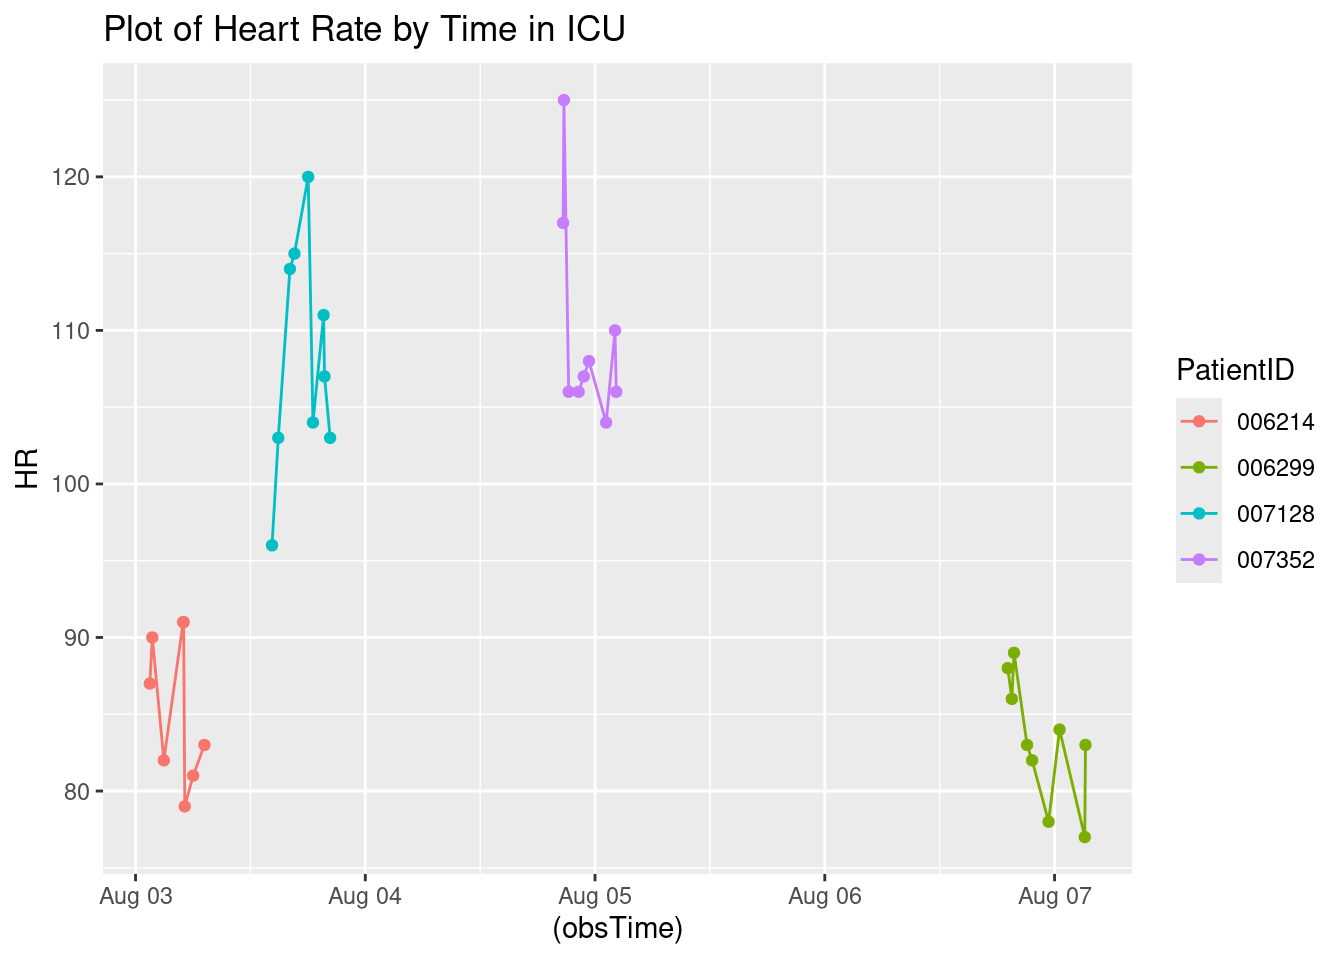 Plot of Heart Rate by Time in ICU
120
110
100
90
80
HR
Aug 03 Aug 04 Aug 05 Aug 06 Aug 07
(obsTime)
PatientID
006214
006299
007128
007352